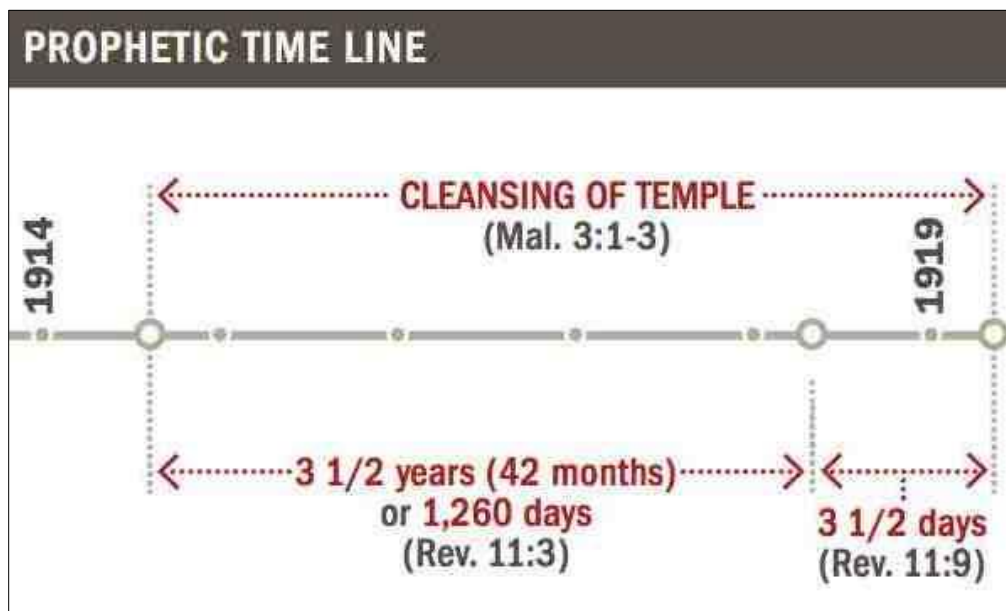 PROPHETIC TIME LINE
CLEANSING OF TEMPLE
(Mal. 3:1-3)
1914
1919
3 1/2 years (42 months)
or 1,260 days
(Rev. 11:3)
3 1/2 days
(Rev. 11:9)